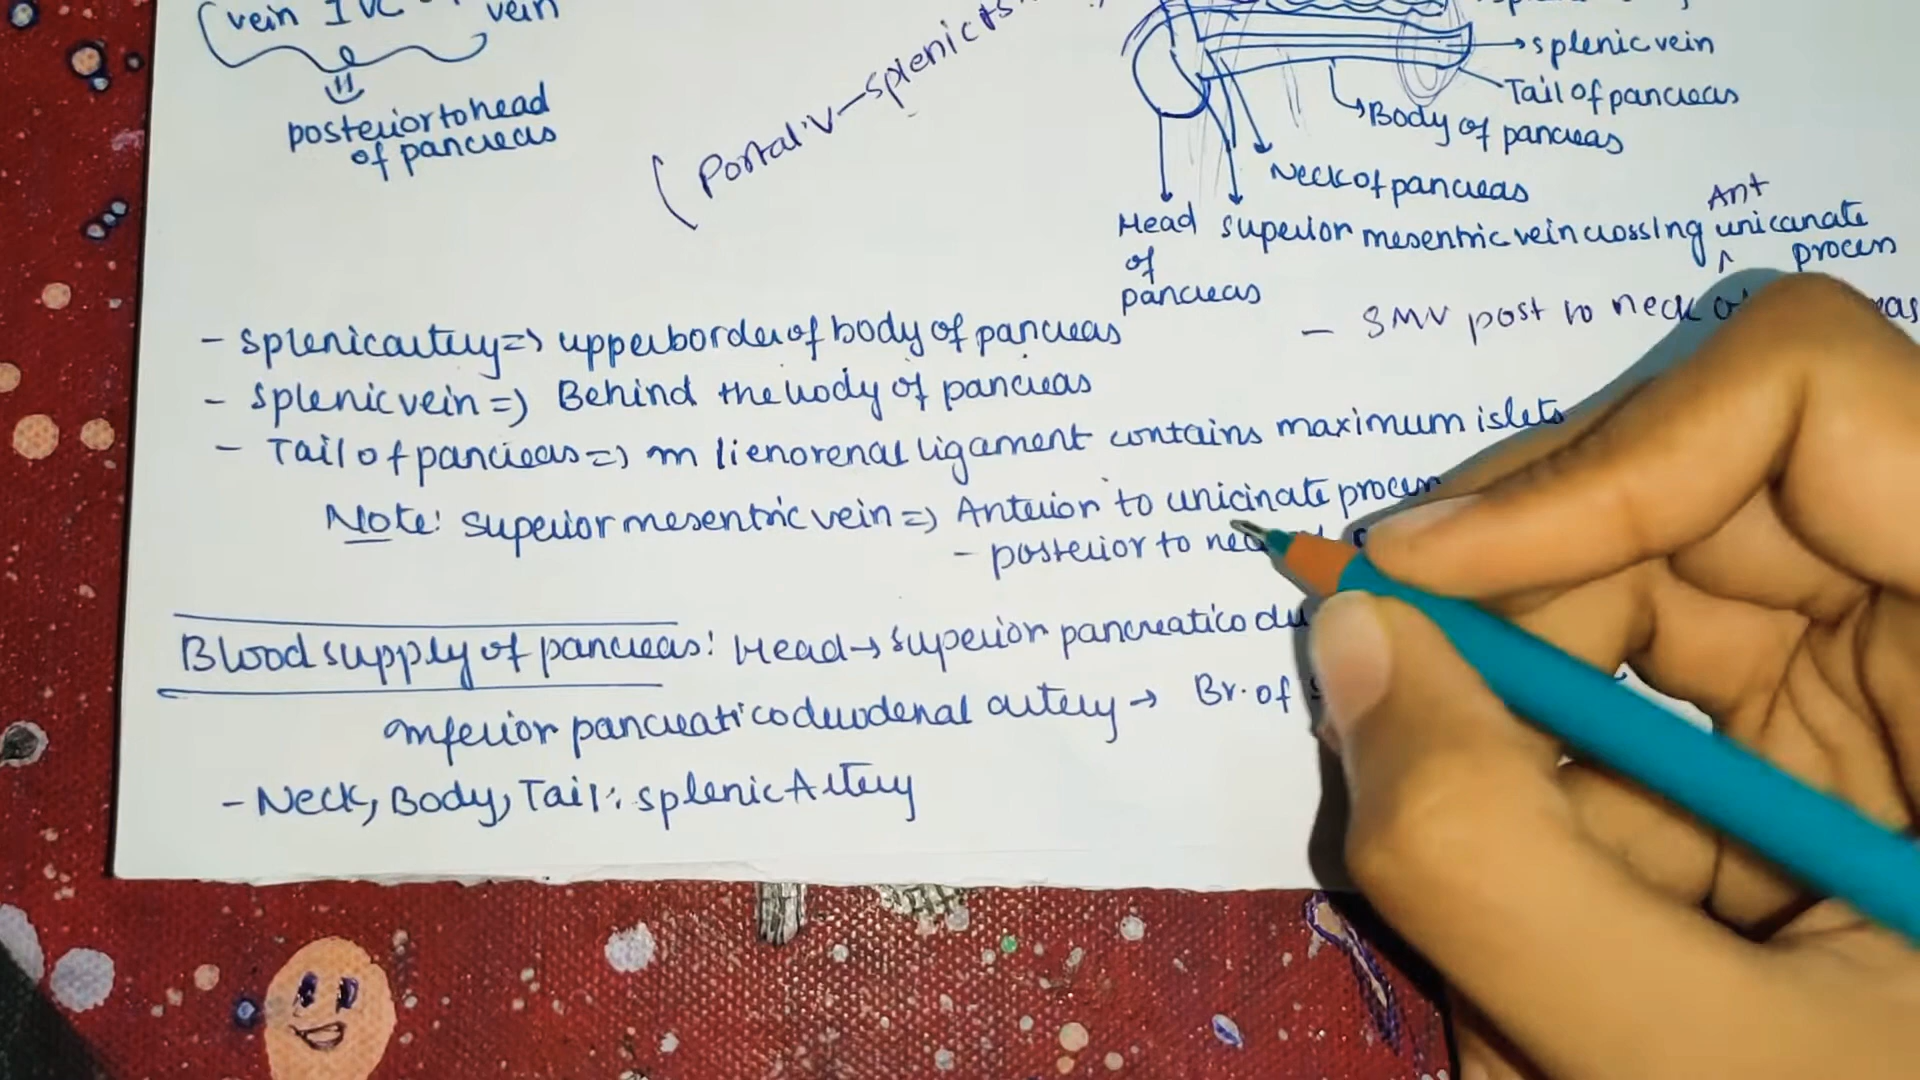 vein IVC
vein
posterior to head
of pancreas
(Portal v-splenic
splenic vein
Tail of pancreas
Body of pancreas
Neck of pancreas
Ant
Head superior mesentric vein crossing unicanate
of process
pancreas
- SMV post to neck
- splenic artery => upper border of body of pancreas
- splenic vein => Behind the body of pancreas
- Tail of pancreas => in lienorenal ligament contains maximum islets
Note: superior mesentric vein => Anterior to unicinate process
- posterior to
Blood supply of pancreas: Head → superior pancreatico du
inferior pancreaticoduodenal artery → Br. of
- Neck, Body, Tail: splenic Artery